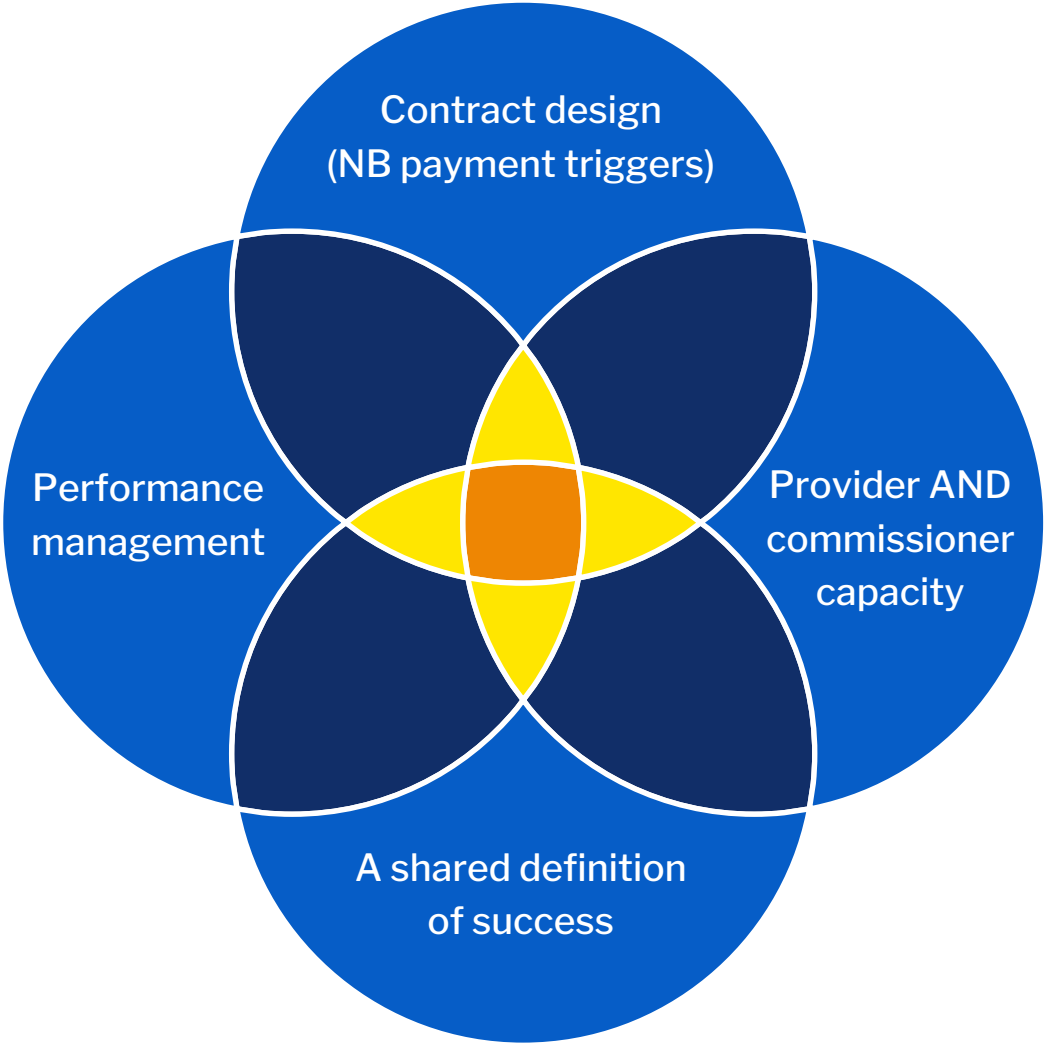 Contract design
(NB payment triggers)
Performance
management
Provider AND
commissioner
capacity
A shared definition
of success